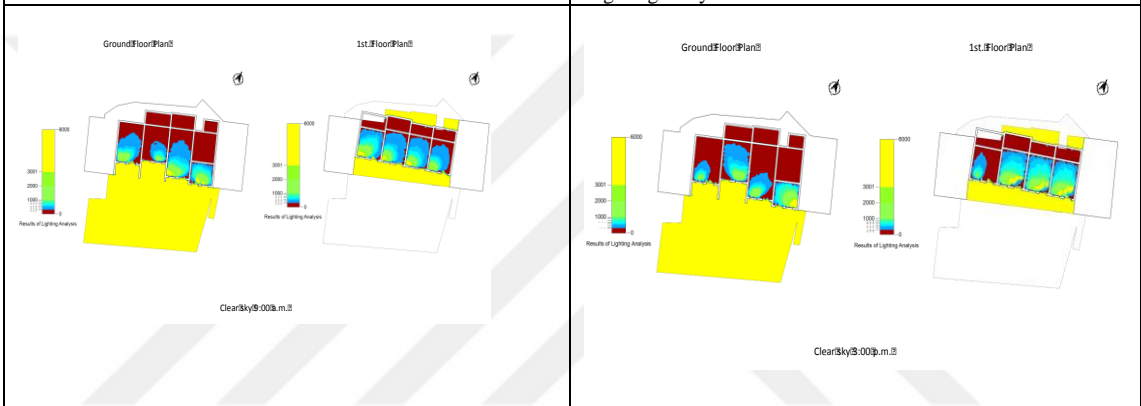 Ground Floor Plan
1st. Floor Plan
6000
3001
2000
1000
0
Results of Lighting Analysis
6000
3001
2000
1000
0
Results of Lighting Analysis
Clear sky 9:00 a.m.
Ground Floor Plan
1st. Floor Plan
6000
3001
2000
1000
0
Results of Lighting Analysis
6000
3001
2000
1000
0
Results of Lighting Analysis
Clear sky 3:00 p.m.